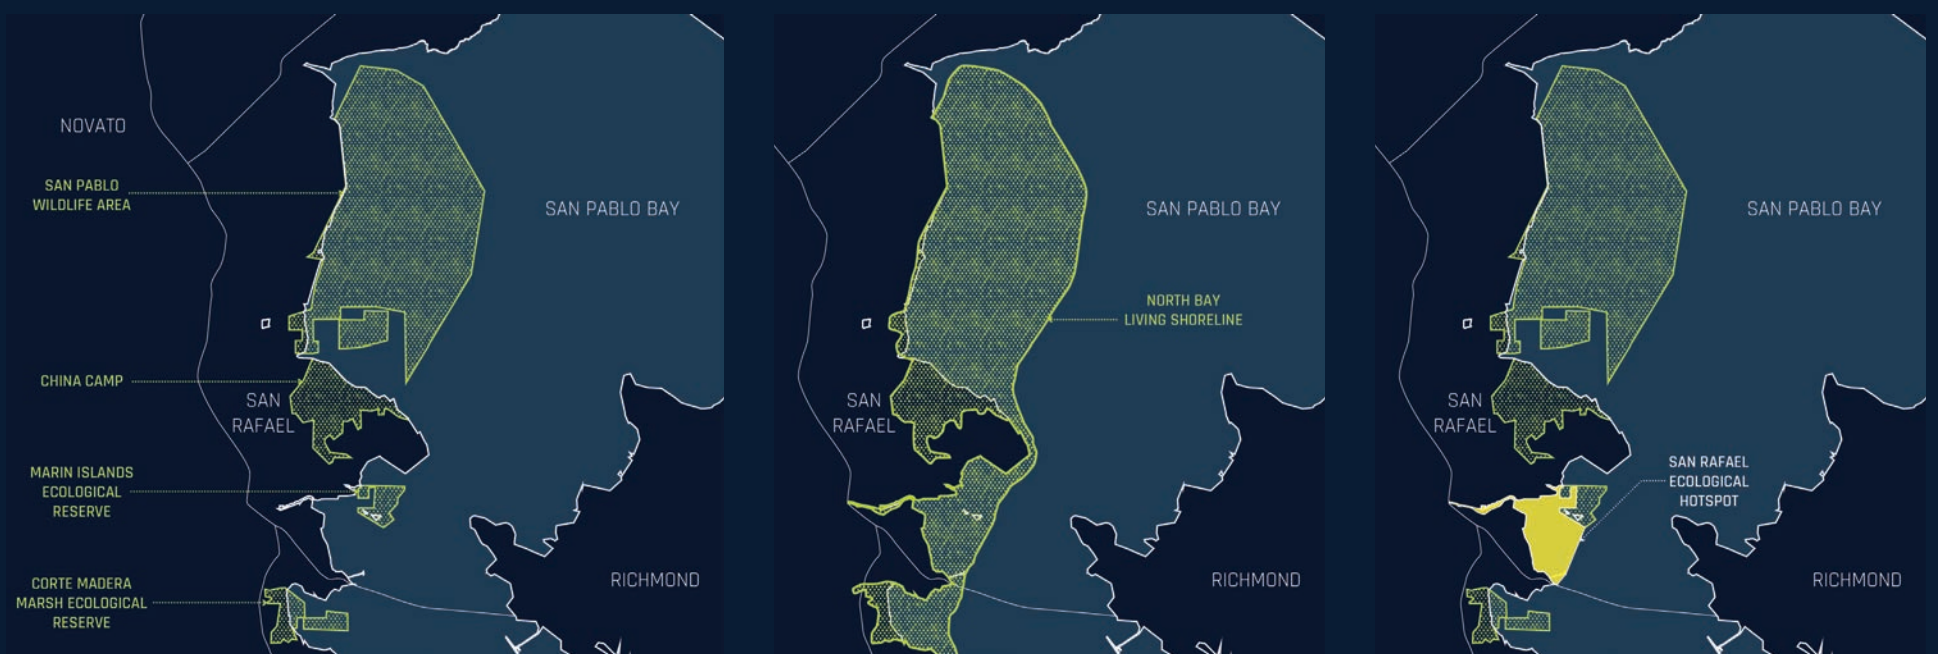 NOVATO
SAN PABLO
WILDLIFE AREA
SAN PABLO BAY
CHINA CAMP
SAN
RAFAEL
MARIN ISLANDS
ECOLOGICAL
RESERVE
CORTE MADERA
MARSH ECOLOGICAL
RESERVE
RICHMOND
SAN PABLO BAY
NORTH BAY
LIVING SHORELINE
SAN
RAFAEL
RICHMOND
SAN PABLO BAY
SAN
RAFAEL
SAN RAFAEL
ECOLOGICAL
HOTSPOT
RICHMOND